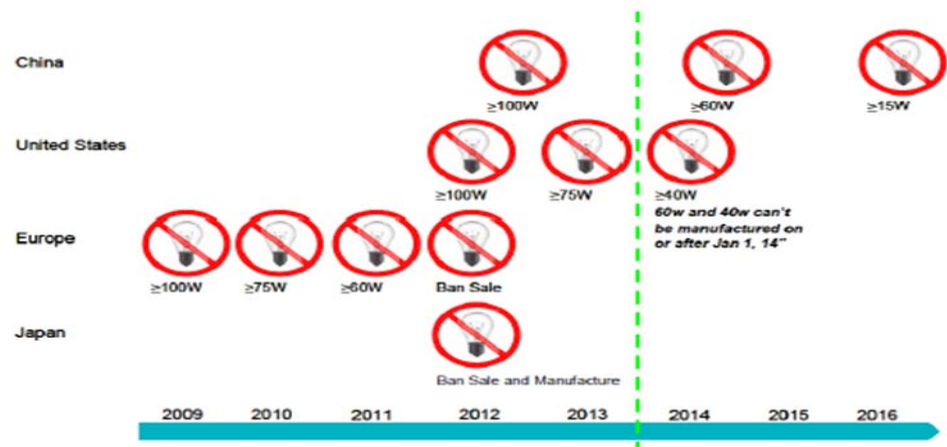 China
≥100W
≥60W
≥15W
United States
≥100W
≥75W
≥40W
60w and 40w can't
be manufactured on
or after Jan 1, 14"
Europe
≥100W
≥75W
≥60W
Ban Sale
Japan
Ban Sale and Manufacture
2009 2010 2011 2012 2013 2014 2015 2016